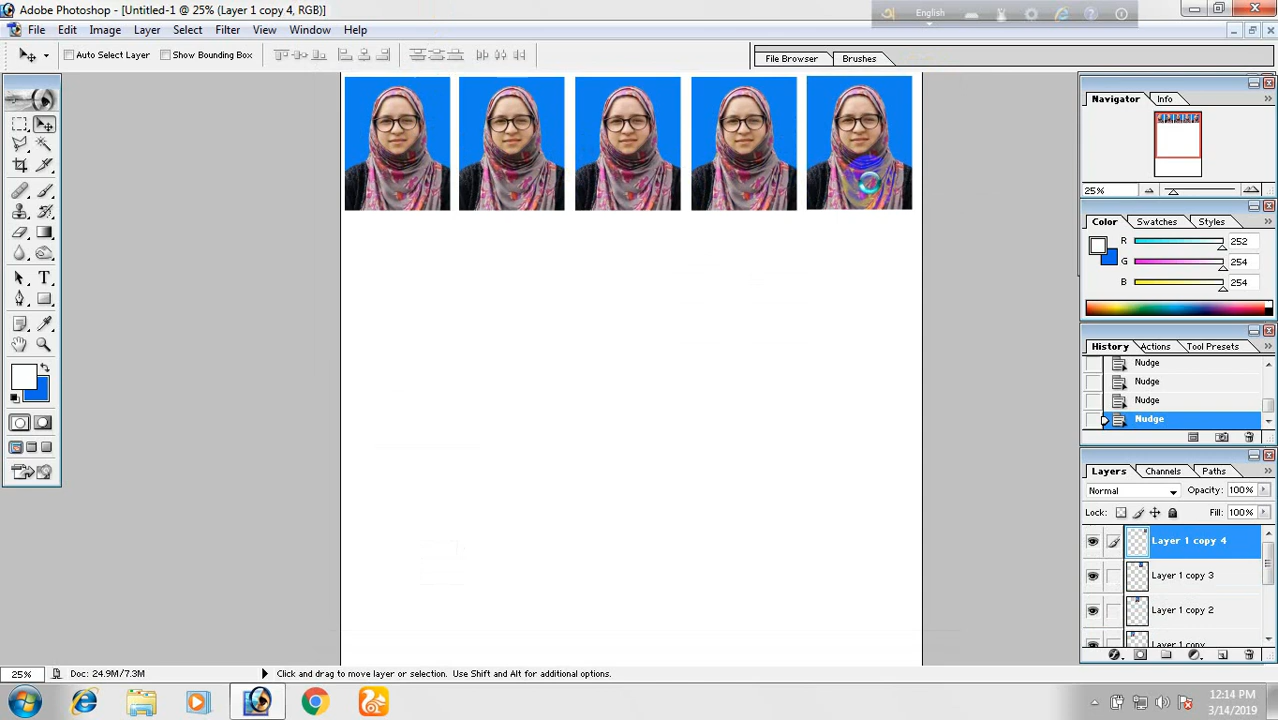 Adobe Photoshop - [Untitled-1 @ 25% (Layer 1 copy 4, RGB)]
English
File Edit Image Layer Select Filter View Window Help
Auto Select Layer Show Bounding Box
File Browser Brushes
Navigator Info
25%
Color Swatches Styles
R 252
G 254
B 254
History Actions Tool Presets
Nudge
Nudge
Nudge
Nudge
Layers Channels Paths
Normal Opacity: 100%
Lock: Fill: 100%
Layer 1 copy 4
Layer 1 copy 3
Layer 1 copy 2
Layer 1 copy
25% Doc: 24.9M/7.3M Click and drag to move layer or selection. Use Shift and Alt for additional options.
12:14 PM
3/14/2019